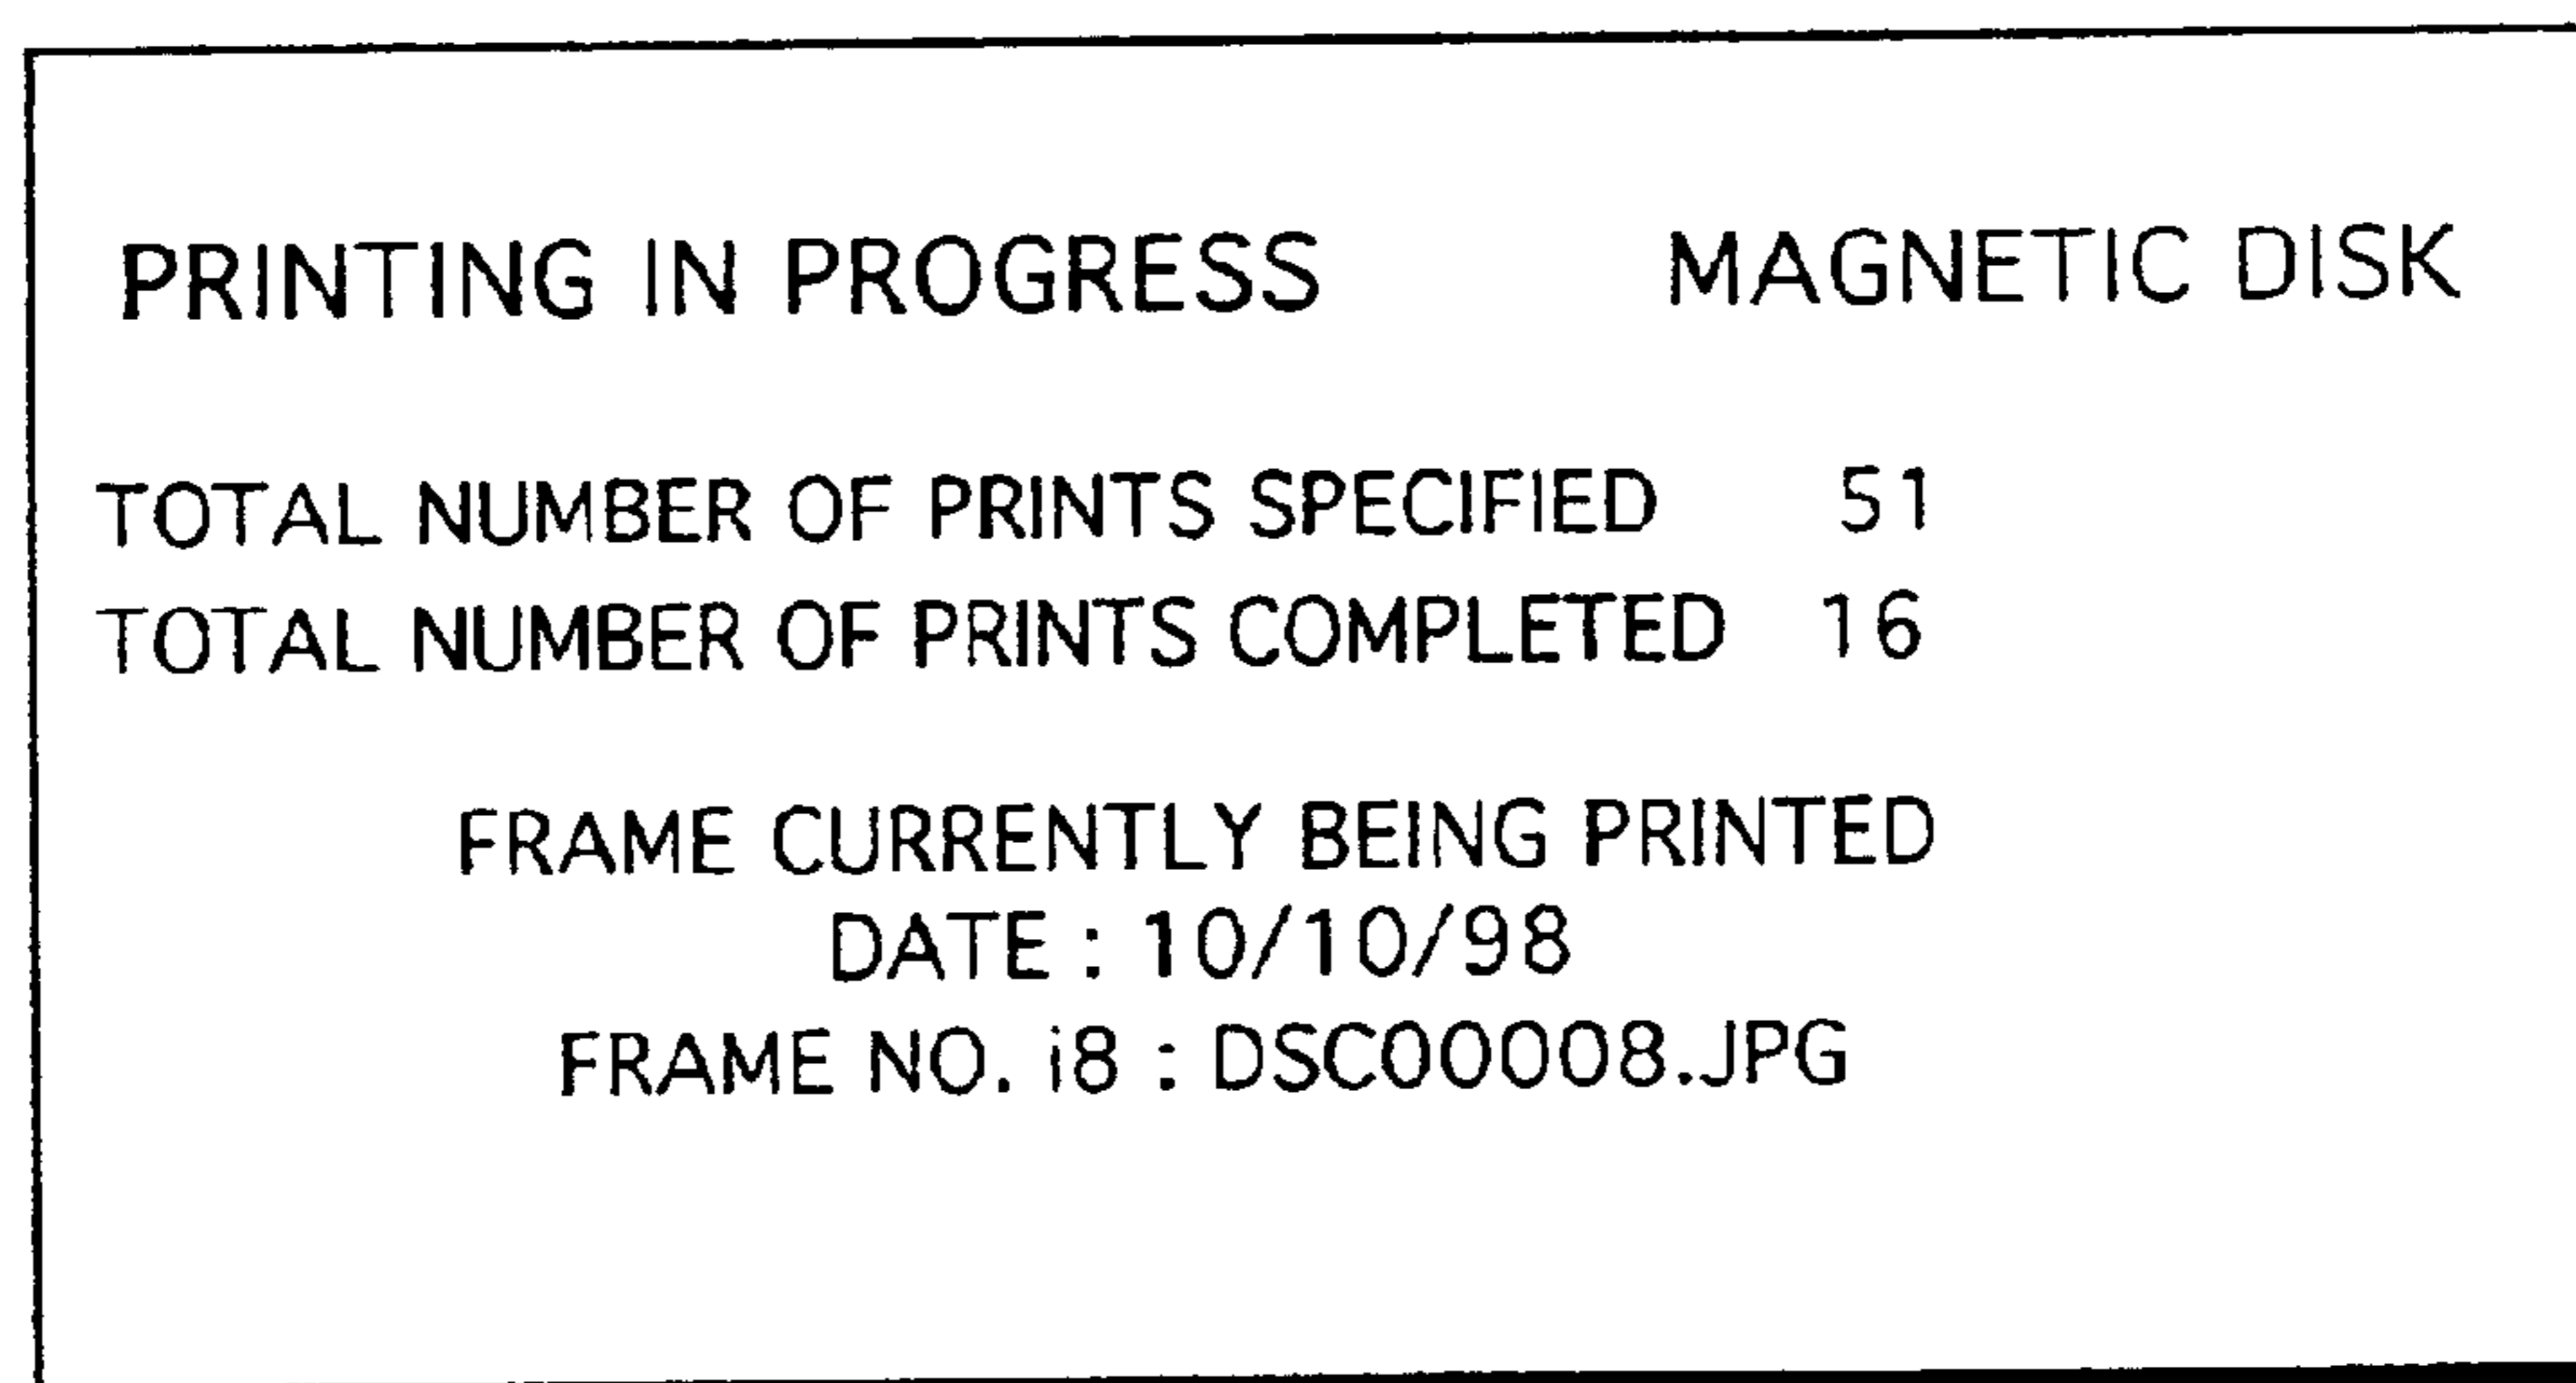 PRINTING IN PROGRESS MAGNETIC DISK
TOTAL NUMBER OF PRINTS SPECIFIED 51
TOTAL NUMBER OF PRINTS COMPLETED 16
FRAME CURRENTLY BEING PRINTED
DATE : 10/10/98
FRAME NO. i8 : DSC00008.JPG